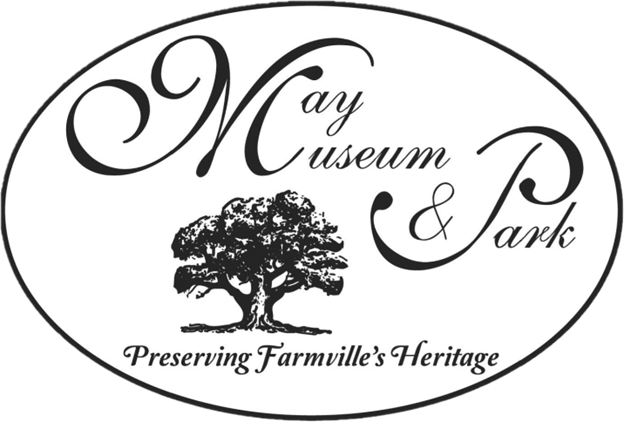 May
Museum
& Park
Preserving Farmville's Heritage